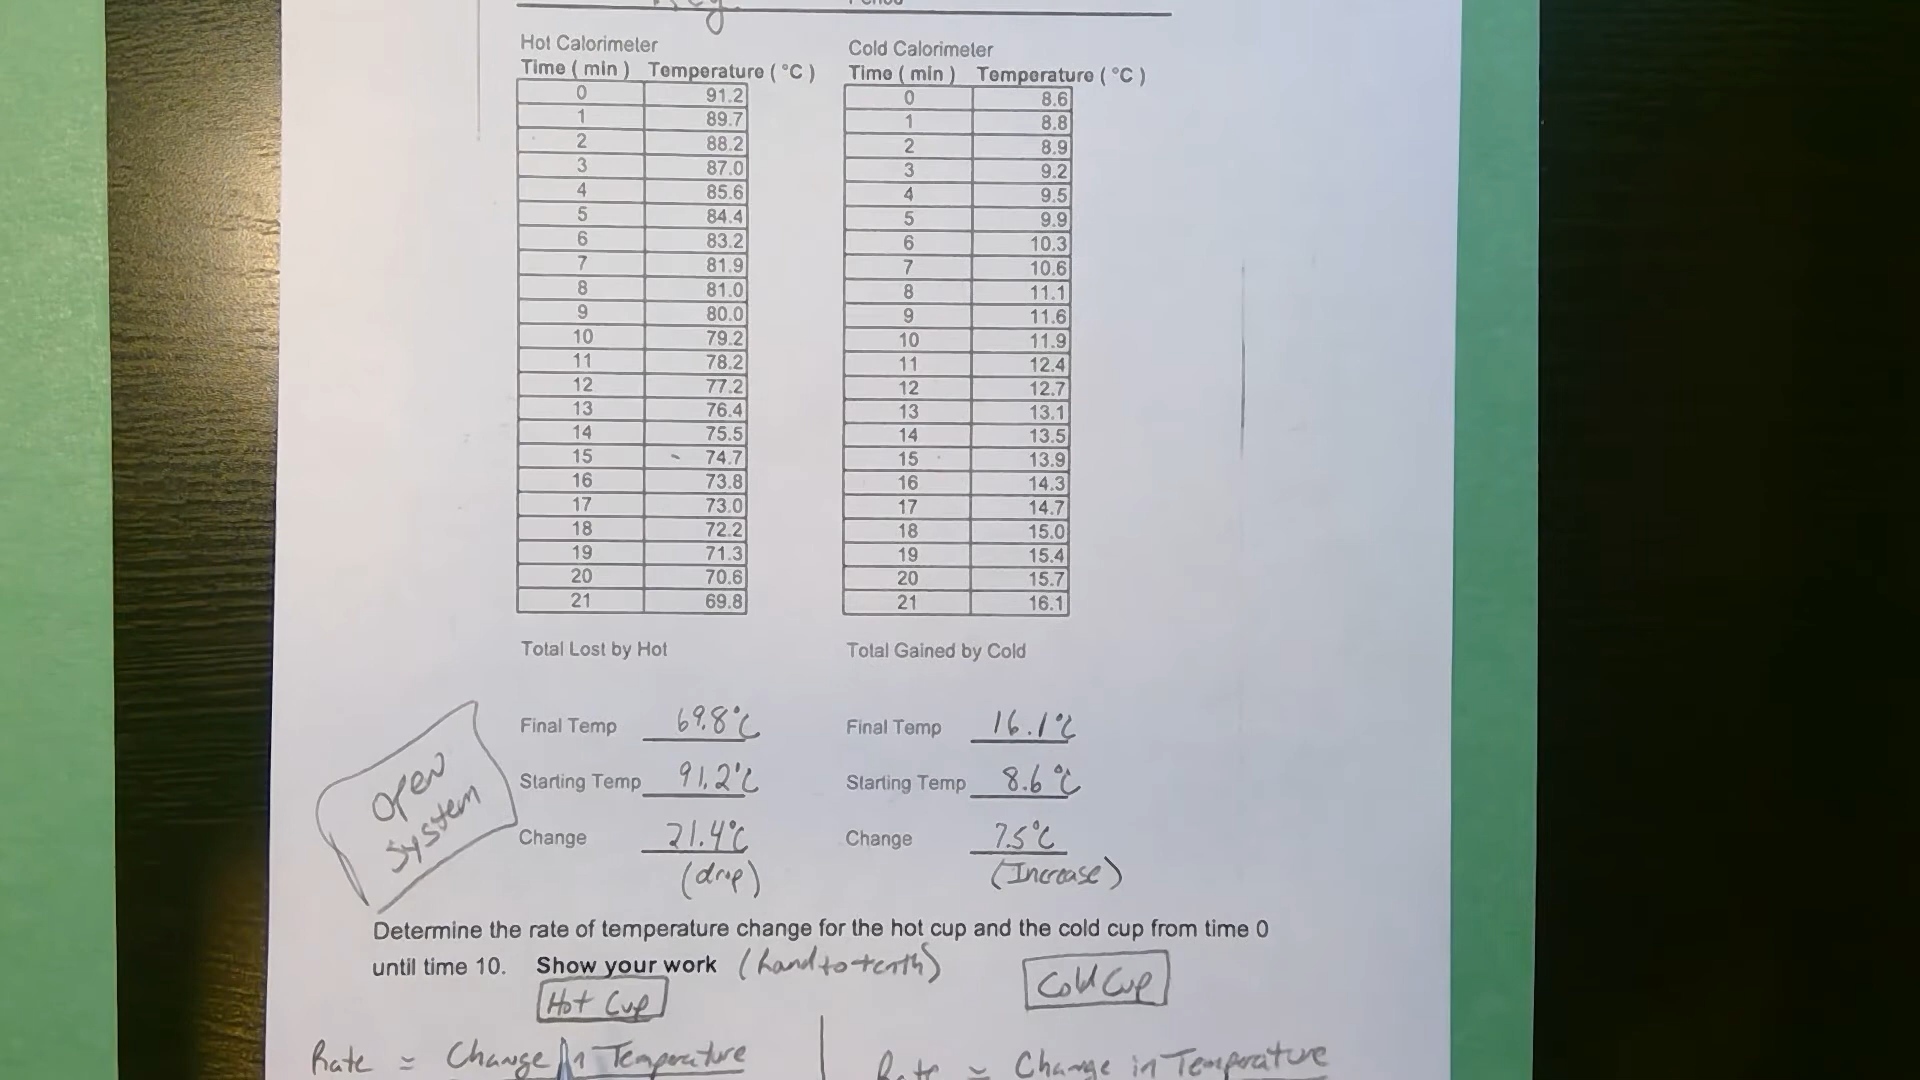 Key
Period
Hot Calorimeter
Time ( min ) Temperature ( °C )
0 91.2
1 89.7
2 88.2
3 87.0
4 85.6
5 84.4
6 83.2
7 81.9
8 81.0
9 80.0
10 79.2
11 78.2
12 77.2
13 76.4
14 75.5
15 74.7
16 73.8
17 73.0
18 72.2
19 71.3
20 70.6
21 69.8
Cold Calorimeter
Time ( min ) Temperature ( °C )
0 8.6
1 8.8
2 8.9
3 9.2
4 9.5
5 9.9
6 10.3
7 10.6
8 11.1
9 11.6
10 11.9
11 12.4
12 12.7
13 13.1
14 13.5
15 13.9
16 14.3
17 14.7
18 15.0
19 15.4
20 15.7
21 16.1
Total Lost by Hot
Final Temp 69.8°C
Starting Temp 91.2°C
Change 21.4°C
(drop)
Total Gained by Cold
Final Temp 16.1°C
Starting Temp 8.6°C
Change 7.5°C
(Increase)
Open
System
Determine the rate of temperature change for the hot cup and the cold cup from time 0
until time 10. Show your work (to tenth)
Hot Cup
Cold Cup
Rate = Change in Temperature
Rate = Change in Temperature